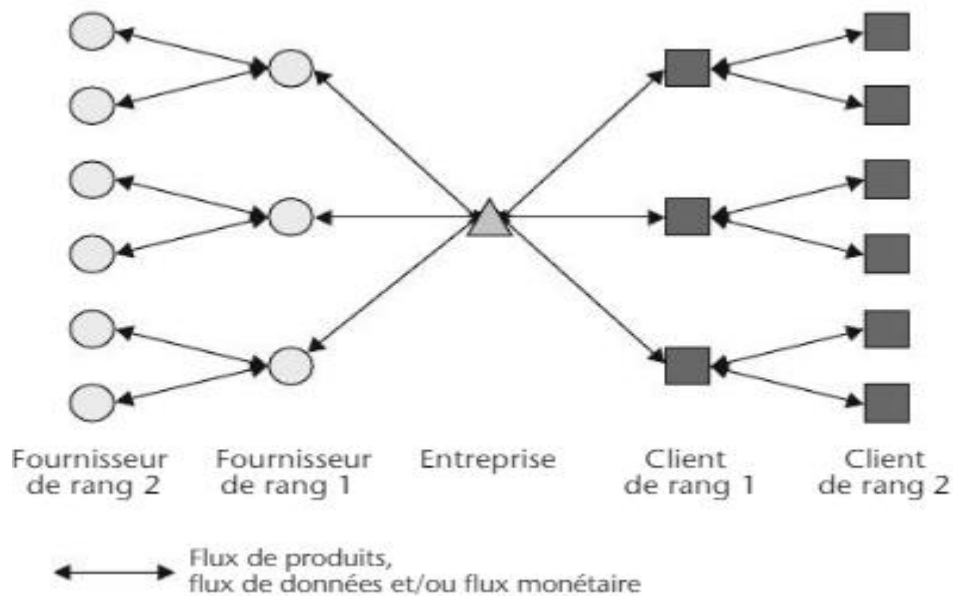 Fournisseur
de rang 2
Fournisseur
de rang 1
Entreprise
Client
de rang 1
Client
de rang 2
Flux de produits,
flux de données et/ou flux monétaire